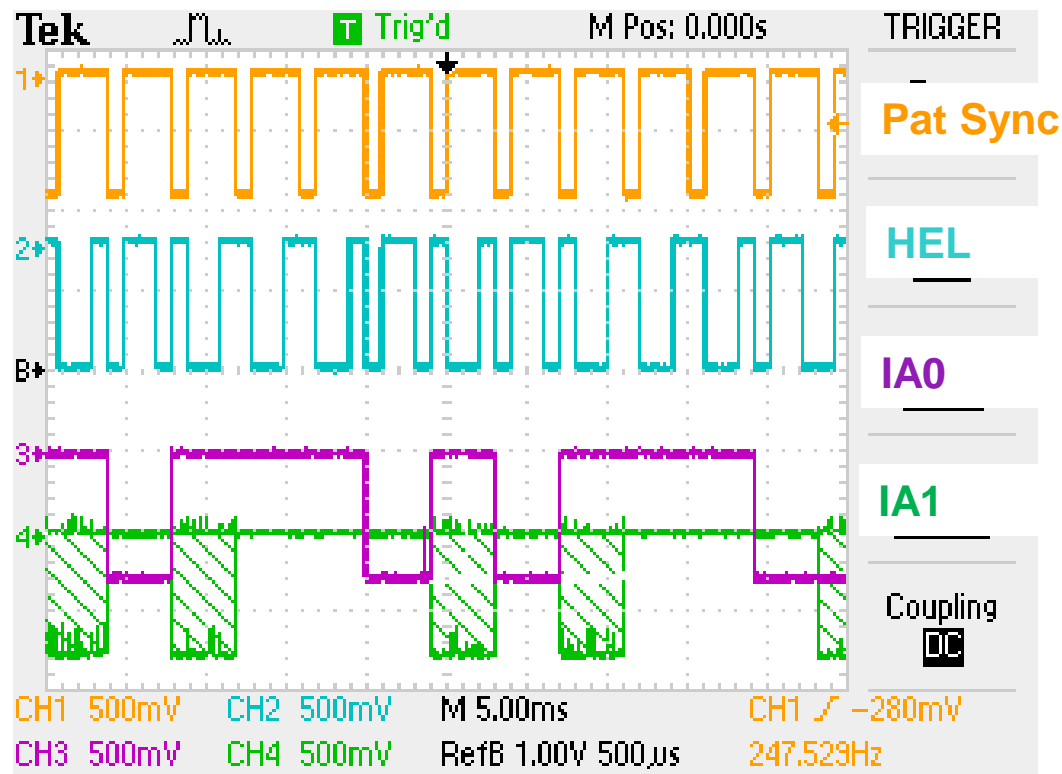 Tek T Trig'd M Pos: 0.000s TRIGGER
1
Pat Sync
2
HEL
B
IA0
3
IA1
4
Coupling
DC
CH1 500mV CH2 500mV M 5.00ms CH1 -280mV
CH3 500mV CH4 500mV RefB 1.00V 500µs 247.529Hz